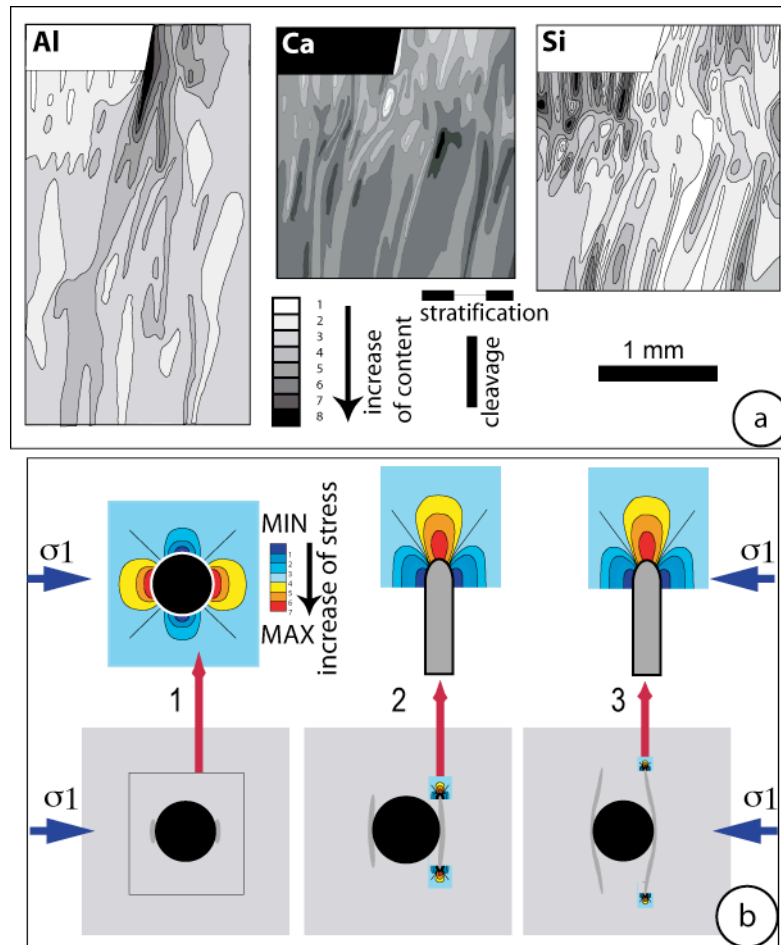 Al
Ca
Si
1
2
3
4
5
6
7
8
increase
of content
stratification
cleavage
1 mm
a
σ1
MIN
1
2
3
4
5
6
7
MAX
increase of stress
σ1
1
2
3
σ1
σ1
b